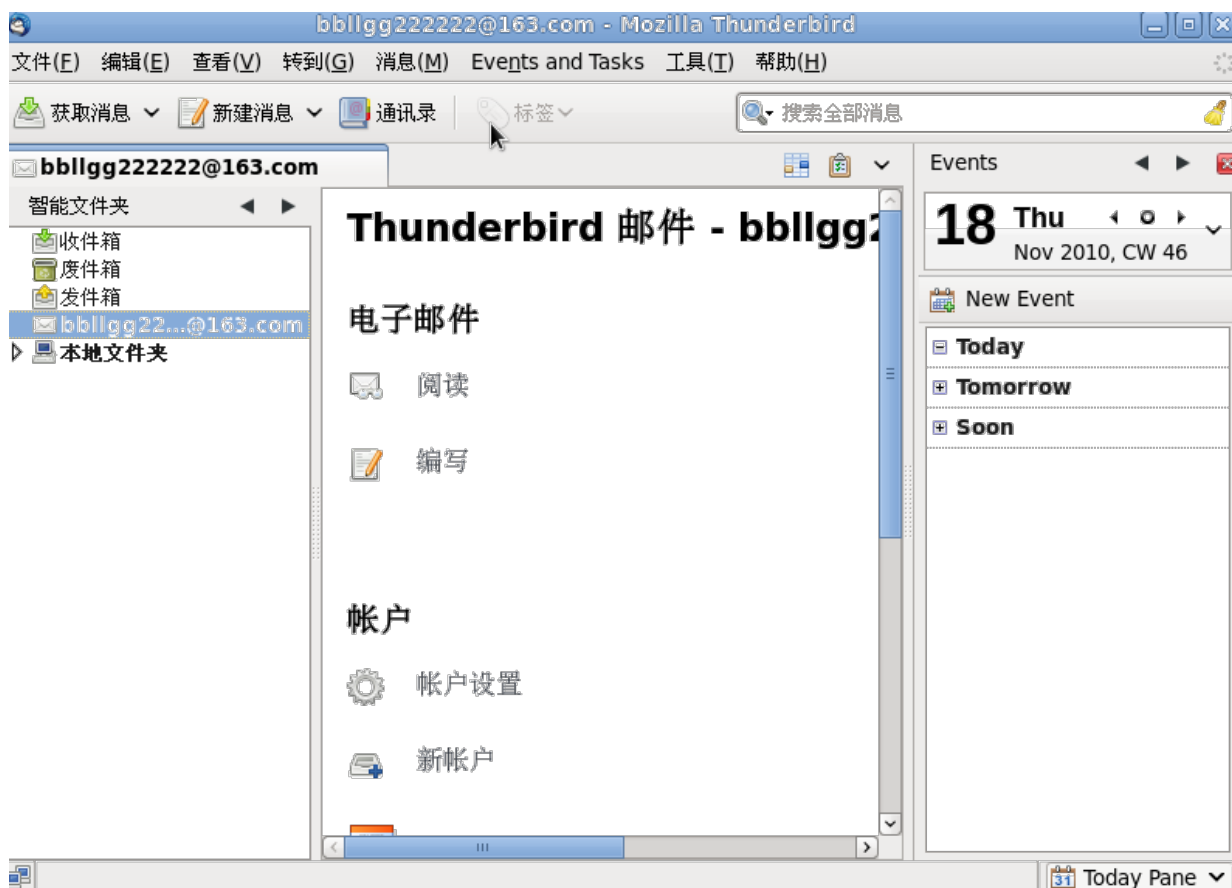 bbllgg222222@163.com - Mozilla Thunderbird
文件(F) 编辑(E) 查看(V) 转到(G) 消息(M) Events and Tasks 工具(T) 帮助(H)
获取消息 新建消息 通讯录 标签 搜索全部消息
bbllgg222222@163.com
智能文件夹
收件箱
废件箱
发件箱
bbllgg22...@163.com
本地文件夹
Thunderbird 邮件 - bbllgg2
电子邮件
阅读
编写
帐户
帐户设置
新帐户
Events
18 Thu
Nov 2010, CW 46
New Event
Today
Tomorrow
Soon
31 Today Pane